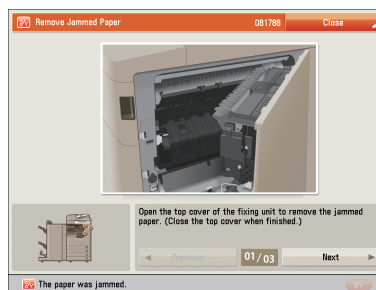 Remove Jammed Paper 081788 Close
Open the top cover of the fixing unit to remove the jammed
paper. (Close the top cover when finished.)
Previous 01/03 Next
The paper was jammed.